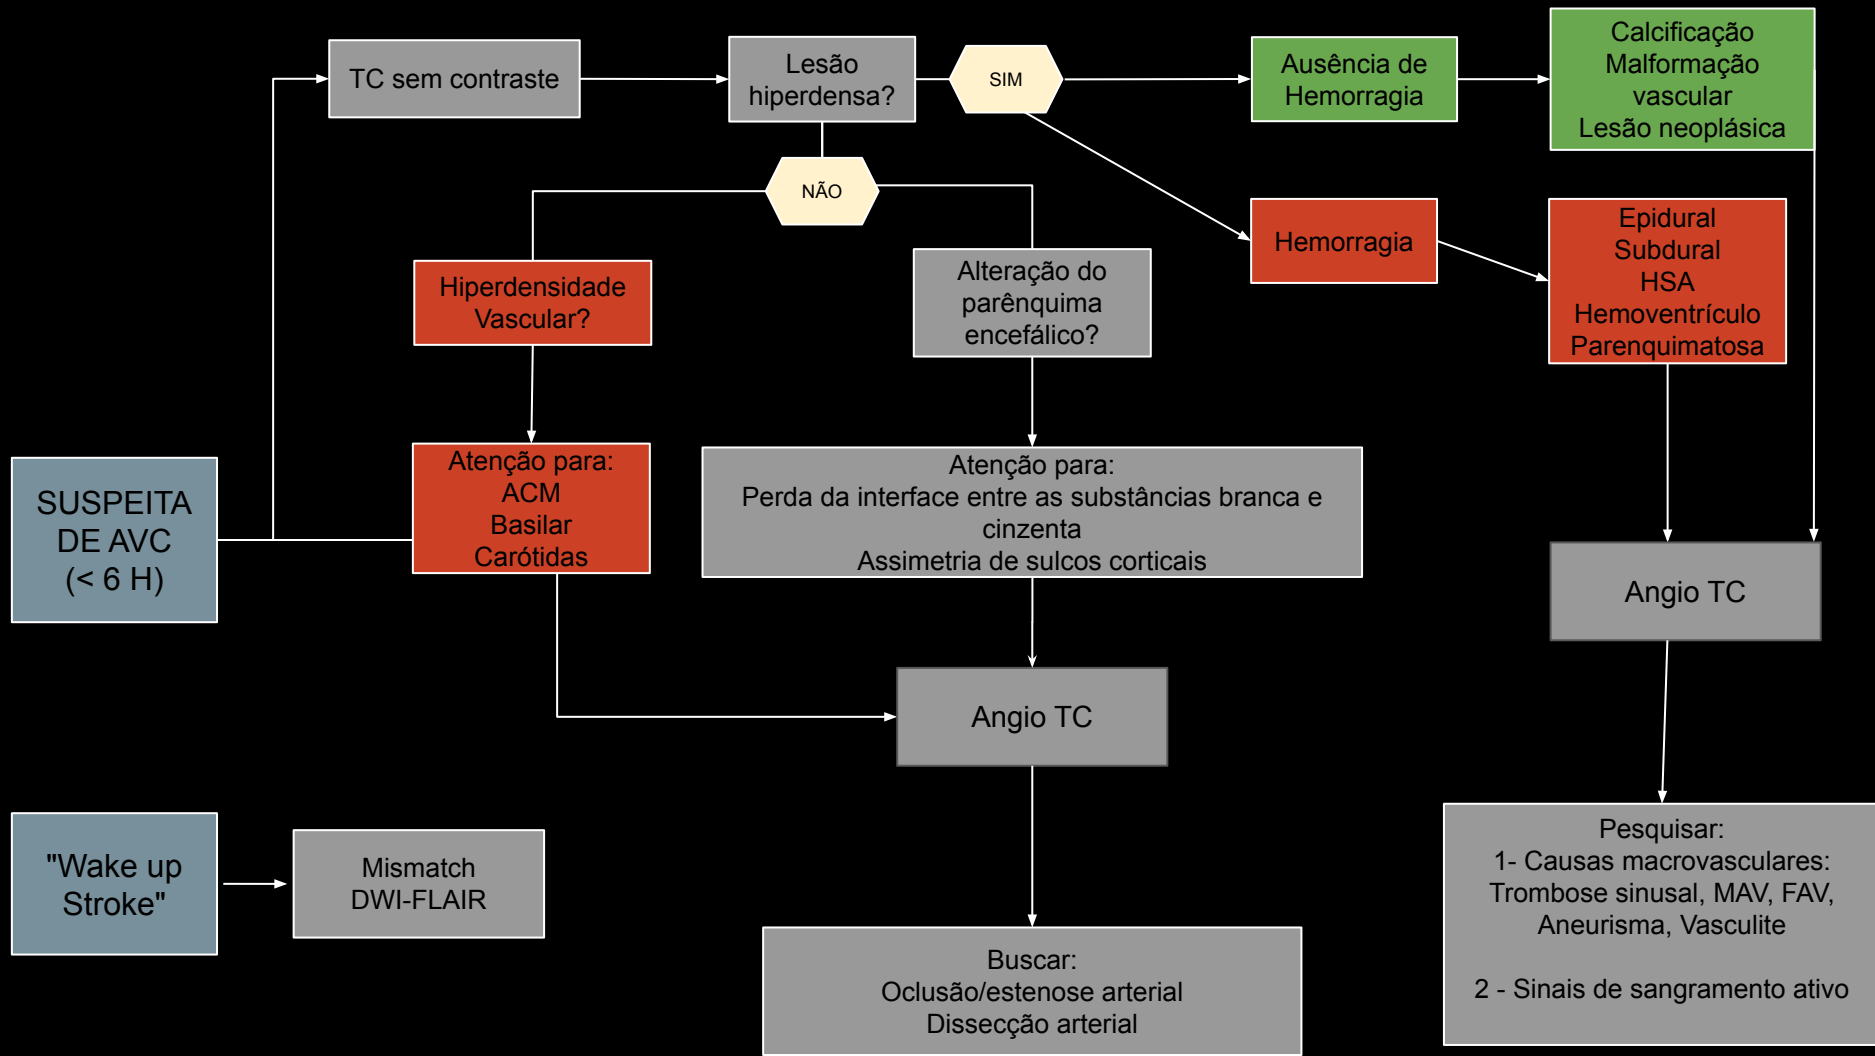 TC sem contraste
Lesão
hiperdensa?
SIM
Ausência de
Hemorragia
Calcificação
Malformação
vascular
Lesão neoplásica
NÃO
Hemorragia
Epidural
Subdural
HSA
Hemoventrículo
Parenquimatosa
Hiperdensidade
Vascular?
Alteração do
parênquima
encefálico?
SUSPEITA
DE AVC
(< 6 H)
Atenção para:
ACM
Basilar
Carótidas
Atenção para:
Perda da interface entre as substâncias branca e
cinzenta
Assimetria de sulcos corticais
Angio TC
Angio TC
"Wake up
Stroke"
Mismatch
DWI-FLAIR
Buscar:
Oclusão/estenose arterial
Dissecção arterial
Pesquisar:
1- Causas macrovasculares:
Trombose sinusal, MAV, FAV,
Aneurisma, Vasculite
2 - Sinais de sangramento ativo